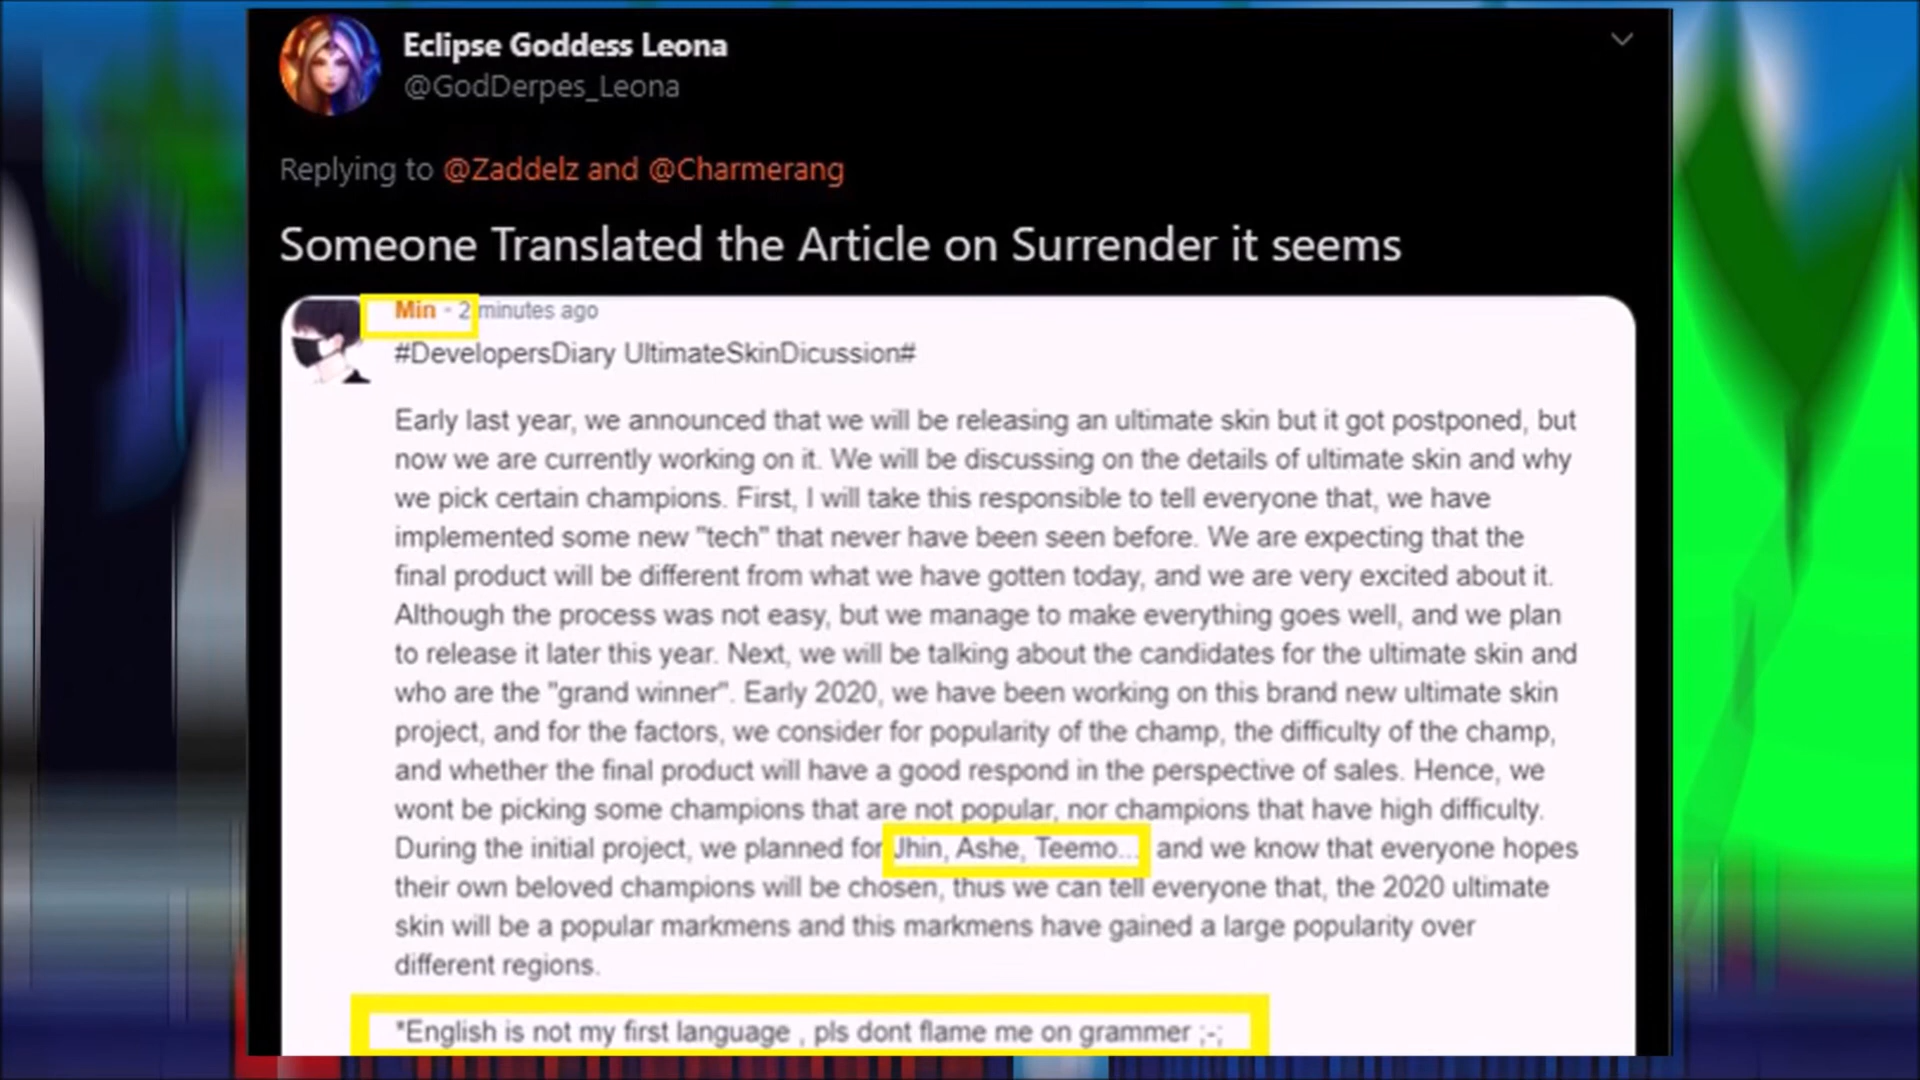 Eclipse Goddess Leona
@GodDerpes_Leona
Replying to @Zaddelz and @Charmerang
Someone Translated the Article on Surrender it seems
Min - 2 minutes ago
#DevelopersDiary UltimateSkinDicussion#
Early last year, we announced that we will be releasing an ultimate skin but it got postponed, but
now we are currently working on it. We will be discussing on the details of ultimate skin and why
we pick certain champions. First, I will take this responsible to tell everyone that, we have
implemented some new "tech" that never have been seen before. We are expecting that the
final product will be different from what we have gotten today, and we are very excited about it.
Although the process was not easy, but we manage to make everything goes well, and we plan
to release it later this year. Next, we will be talking about the candidates for the ultimate skin and
who are the "grand winner". Early 2020, we have been working on this brand new ultimate skin
project, and for the factors, we consider for popularity of the champ, the difficulty of the champ,
and whether the final product will have a good respond in the perspective of sales. Hence, we
wont be picking some champions that are not popular, nor champions that have high difficulty.
During the initial project, we planned for Jhin, Ashe, Teemo... and we know that everyone hopes
their own beloved champions will be chosen, thus we can tell everyone that, the 2020 ultimate
skin will be a popular markmens and this markmens have gained a large popularity over
different regions.
*English is not my first language , pls dont flame me on grammer ;-;